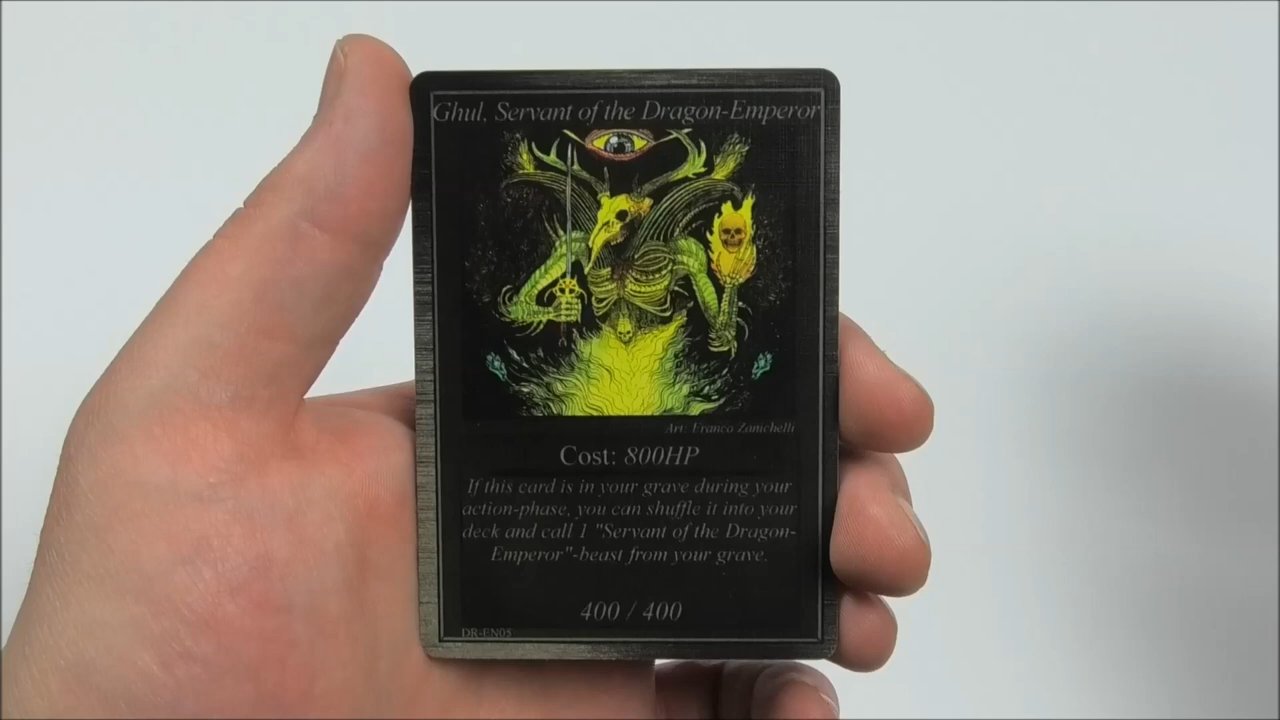 Ghul, Servant of the Dragon-Emperor
Art: Franco Zanichelli
Cost: 800HP
If this card is in your grave during your
action-phase, you can shuffle it into your
deck and call 1 "Servant of the Dragon-
Emperor"-beast from your grave.
400 / 400
DR-EN05